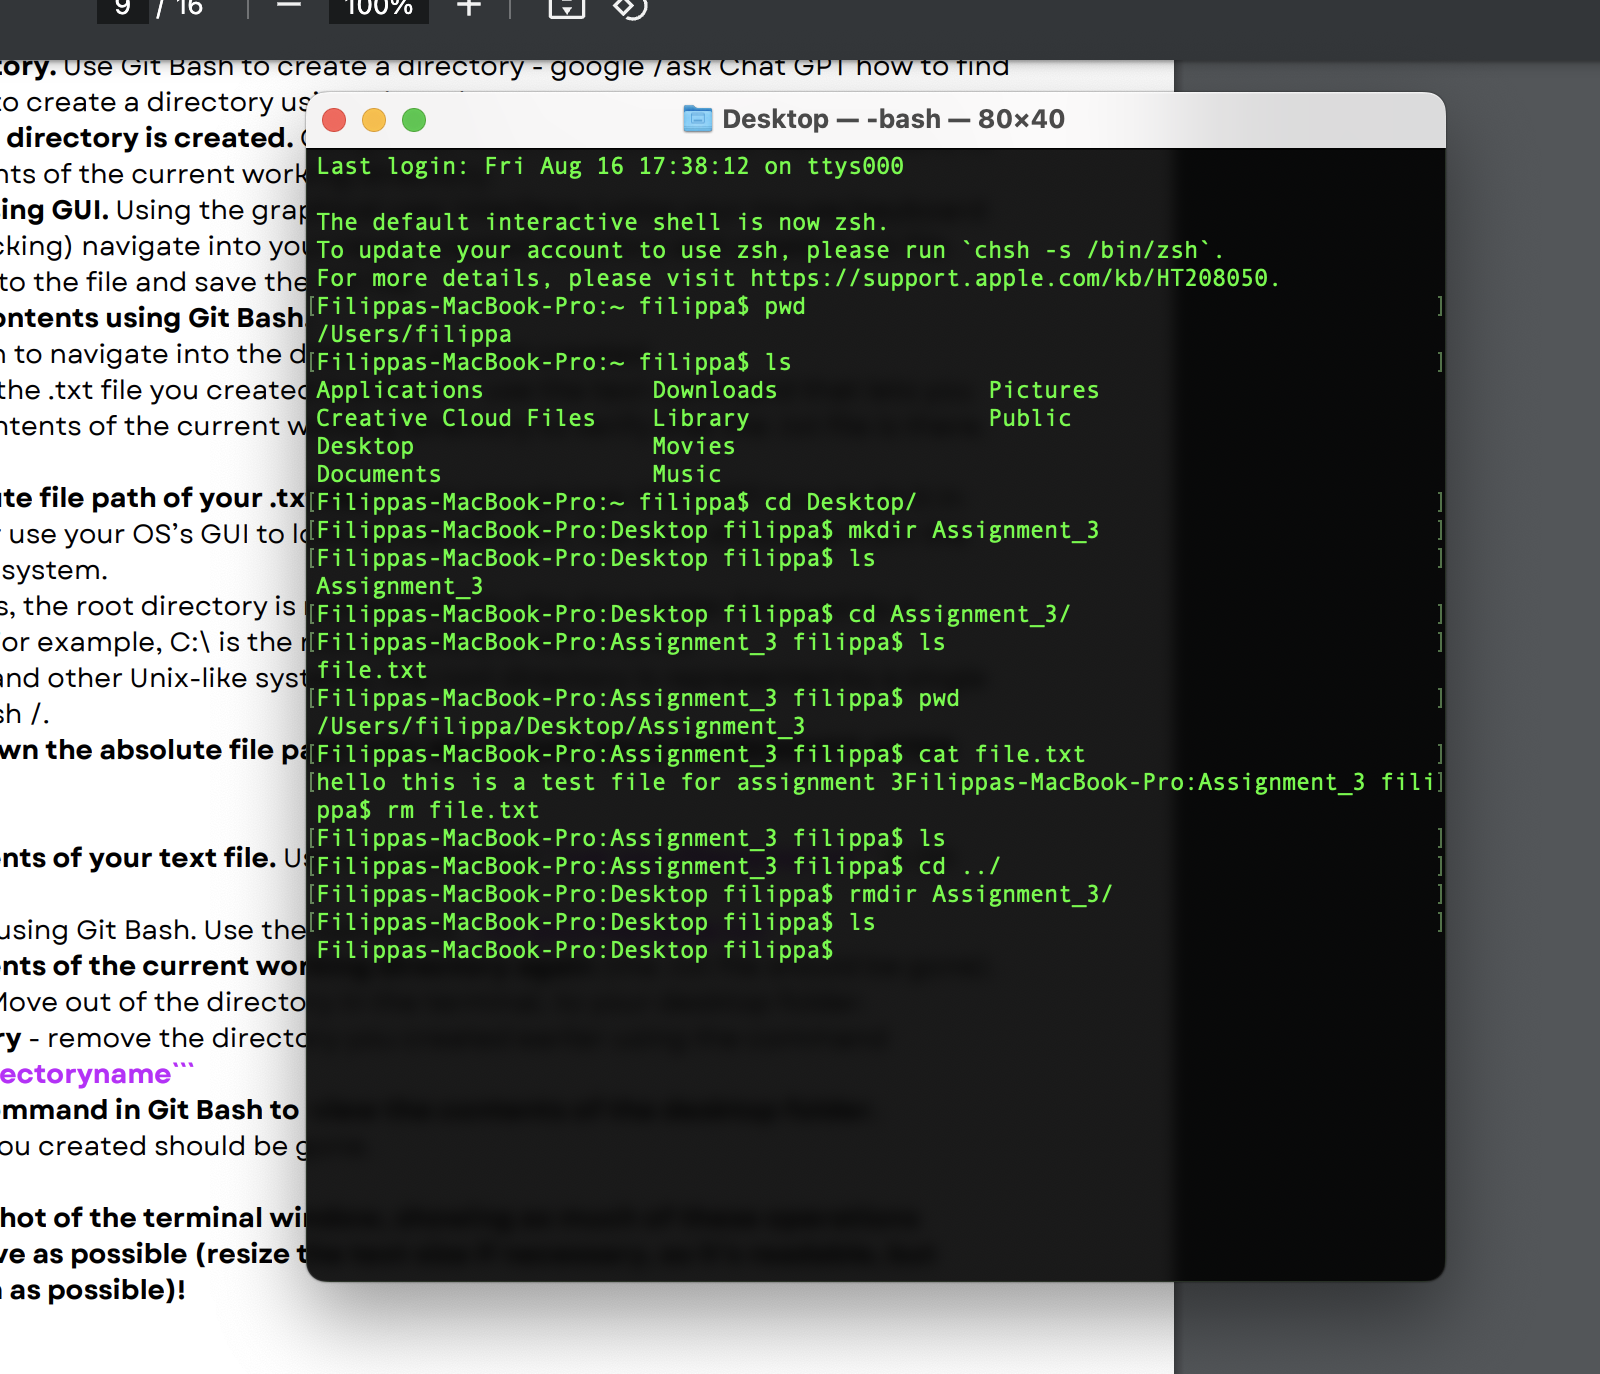 9 / 16 — 100% +
tory. Use Git Bash to create a directory - google /ask Chat GPT how to find
to create a directory
directory is created.
nts of the current work
ing GUI. Using the grap
cking) navigate into you
to the file and save the
ontents using Git Bash.
n to navigate into the d
the .txt file you created
ntents of the current w
ute file path of your .tx
use your OS’s GUI to lo
system.
s, the root directory is
or example, C:\ is the r
and other Unix-like syst
sh /.
wn the absolute file pa
nts of your text file. Us
using Git Bash. Use the
nts of the current wor
Move out of the directo
ry - remove the directo
ectoryname```
mmand in Git Bash to
ou created should be g
hot of the terminal wi
ve as possible (resize t
as possible)!
Desktop — -bash — 80×40
Last login: Fri Aug 16 17:38:12 on ttys000
The default interactive shell is now zsh.
To update your account to use zsh, please run `chsh -s /bin/zsh`.
For more details, please visit https://support.apple.com/kb/HT208050.
[Filippas-MacBook-Pro:~ filippa$ pwd ]
/Users/filippa
[Filippas-MacBook-Pro:~ filippa$ ls ]
Applications Downloads Pictures
Creative Cloud Files Library Public
Desktop Movies
Documents Music
[Filippas-MacBook-Pro:~ filippa$ cd Desktop/ ]
[Filippas-MacBook-Pro:Desktop filippa$ mkdir Assignment_3 ]
[Filippas-MacBook-Pro:Desktop filippa$ ls ]
Assignment_3
[Filippas-MacBook-Pro:Desktop filippa$ cd Assignment_3/ ]
[Filippas-MacBook-Pro:Assignment_3 filippa$ ls ]
file.txt
[Filippas-MacBook-Pro:Assignment_3 filippa$ pwd ]
/Users/filippa/Desktop/Assignment_3
[Filippas-MacBook-Pro:Assignment_3 filippa$ cat file.txt ]
[hello this is a test file for assignment 3Filippas-MacBook-Pro:Assignment_3 fili]
ppa$ rm file.txt
[Filippas-MacBook-Pro:Assignment_3 filippa$ ls ]
[Filippas-MacBook-Pro:Assignment_3 filippa$ cd ../ ]
[Filippas-MacBook-Pro:Desktop filippa$ rmdir Assignment_3/ ]
[Filippas-MacBook-Pro:Desktop filippa$ ls ]
Filippas-MacBook-Pro:Desktop filippa$